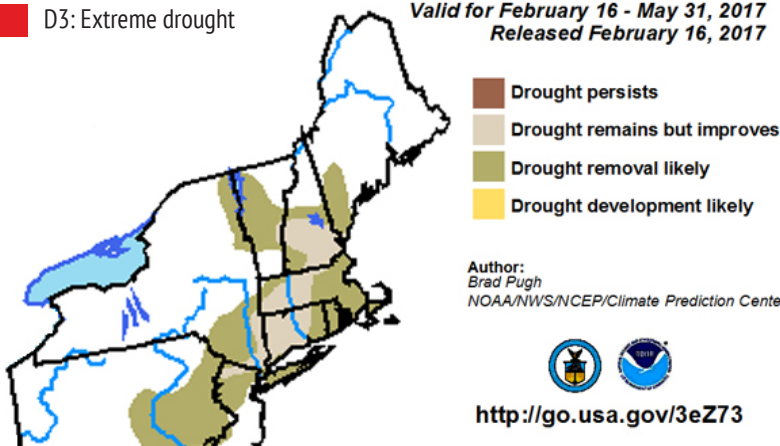 D3: Extreme drought
Valid for February 16 - May 31, 2017
Released February 16, 2017
Drought persists
Drought remains but improves
Drought removal likely
Drought development likely
Author:
Brad Pugh
NOAA/NWS/NCEP/Climate Prediction Cente
http://go.usa.gov/3eZ73